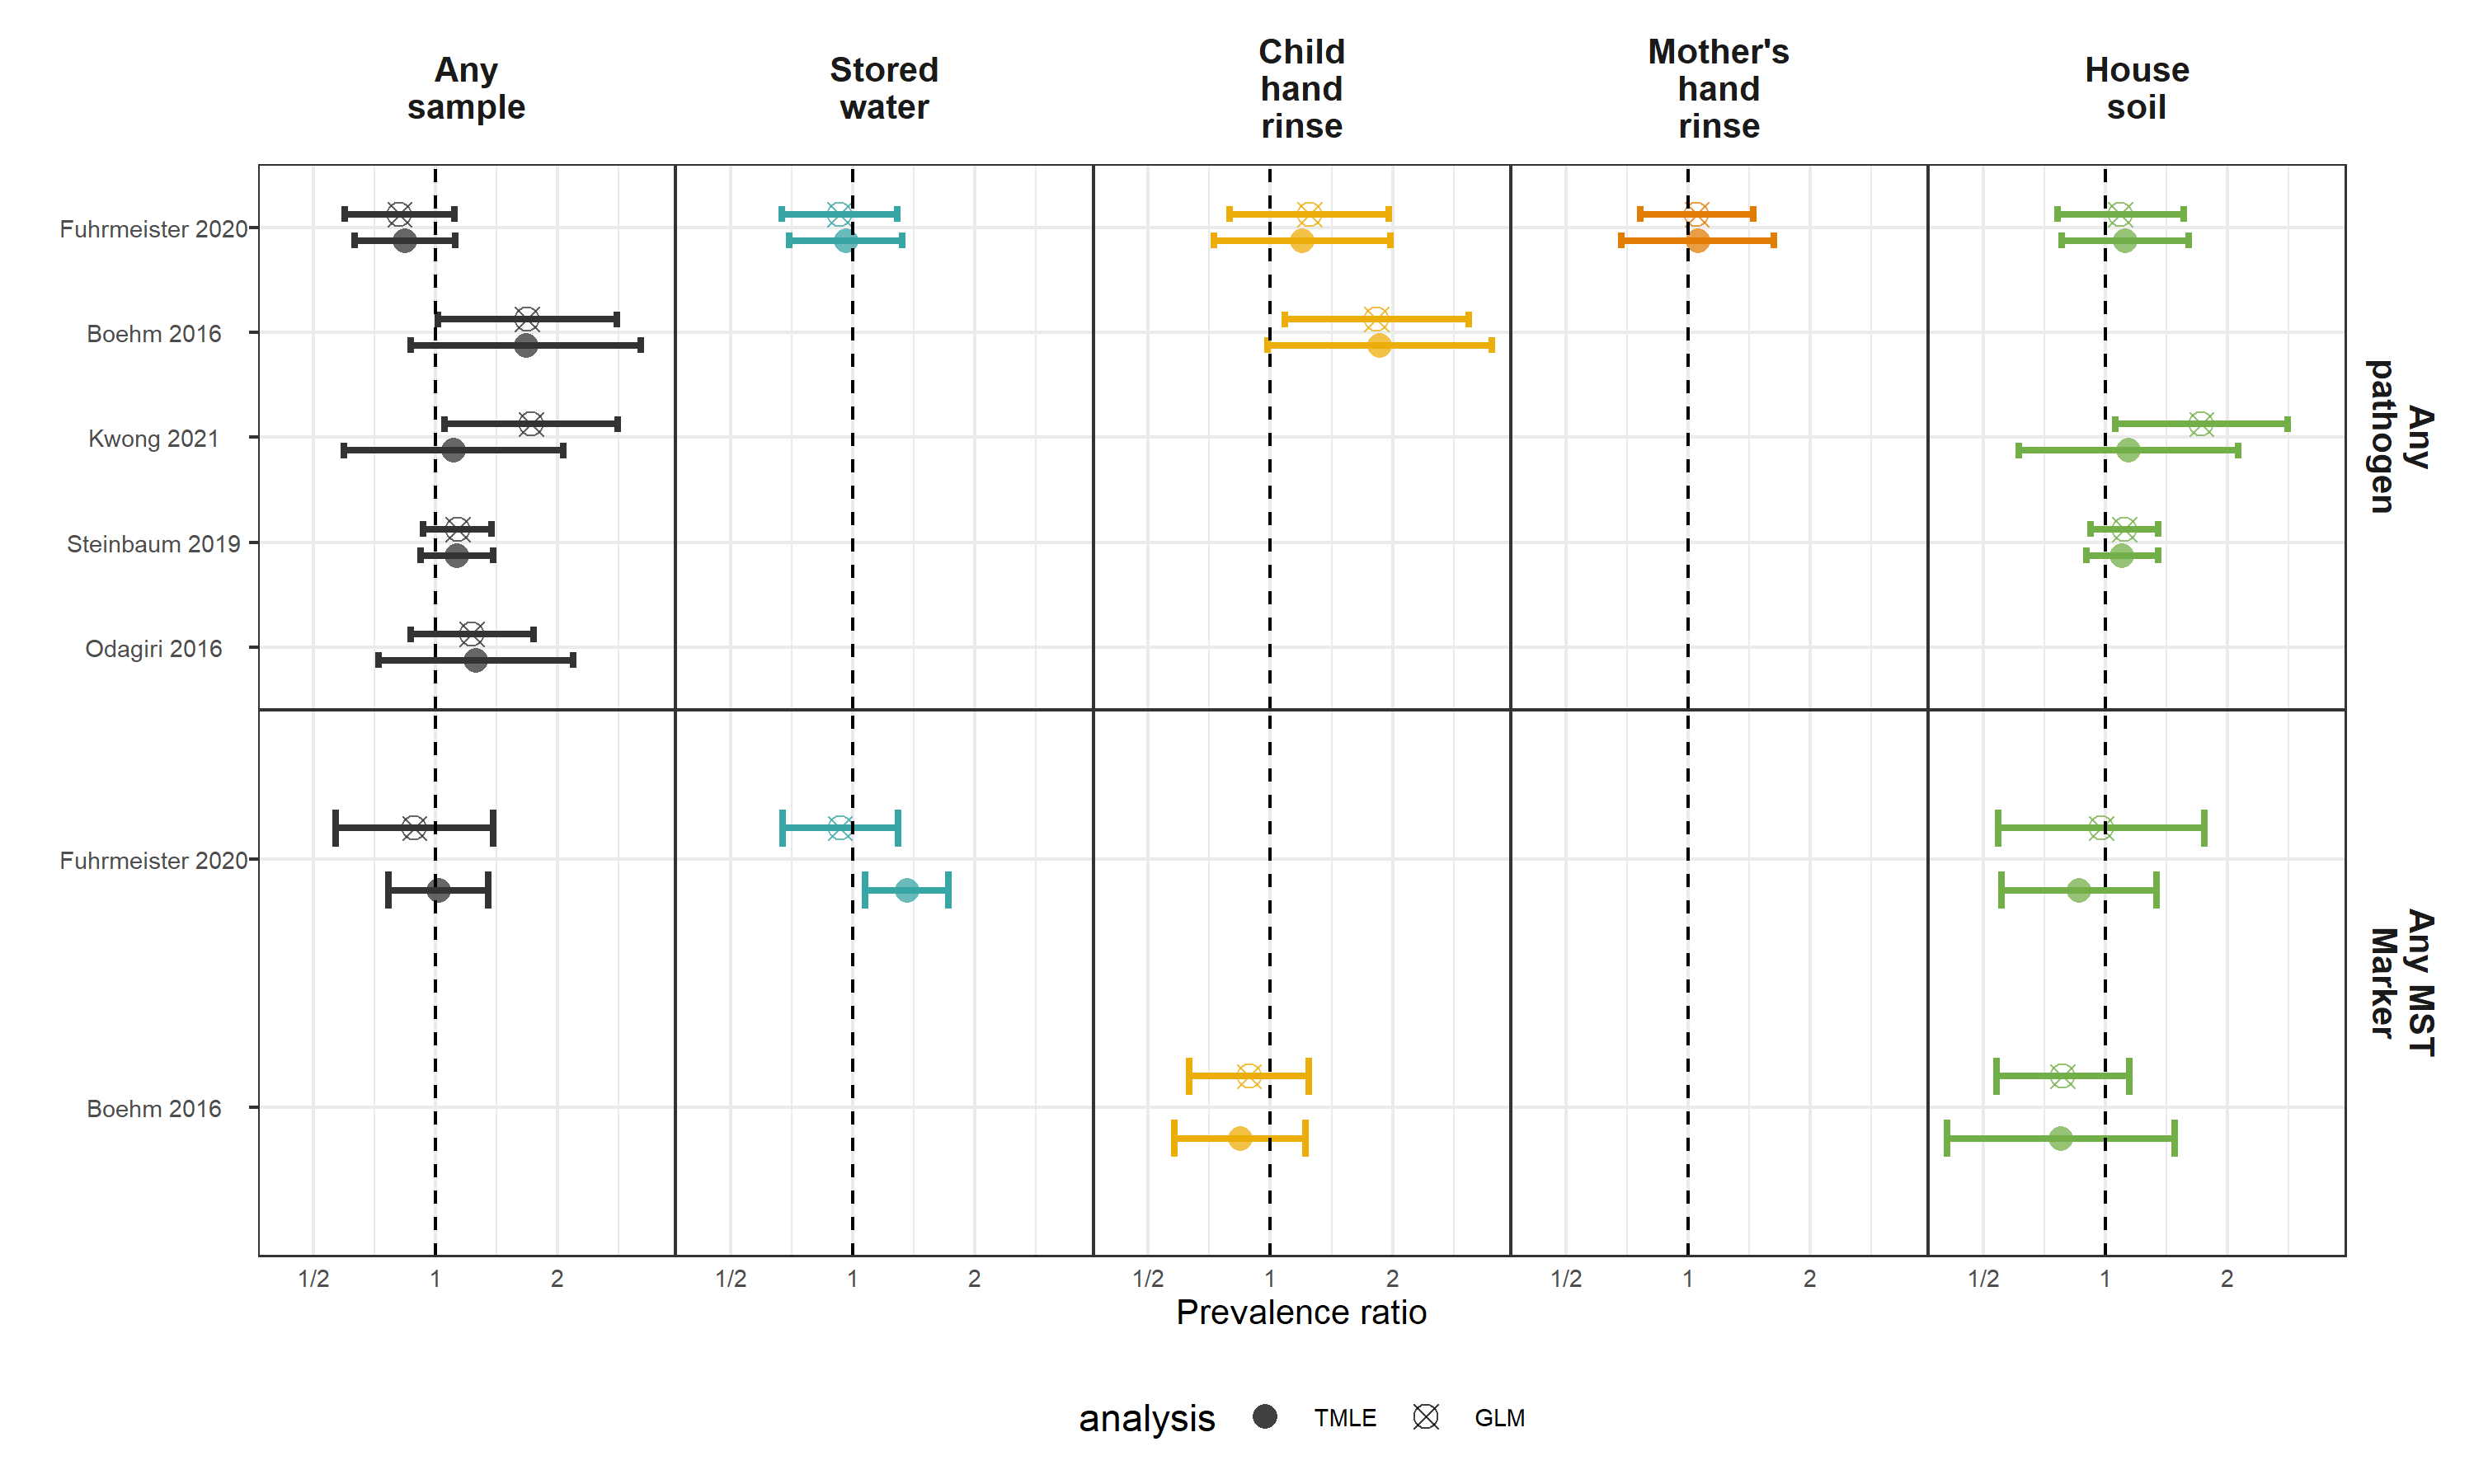 Any
sample
Stored
water
Child
hand
rinse
Mother's
hand
rinse
House
soil
Fuhrmeister 2020
Boehm 2016
Kwong 2021
Steinbaum 2019
Odagiri 2016
Any
pathogen
Fuhrmeister 2020
Boehm 2016
Any MST
Marker
1/2 1 2 1/2 1 2 1/2 1 2 1/2 1 2 1/2 1 2
Prevalence ratio
analysis TMLE GLM